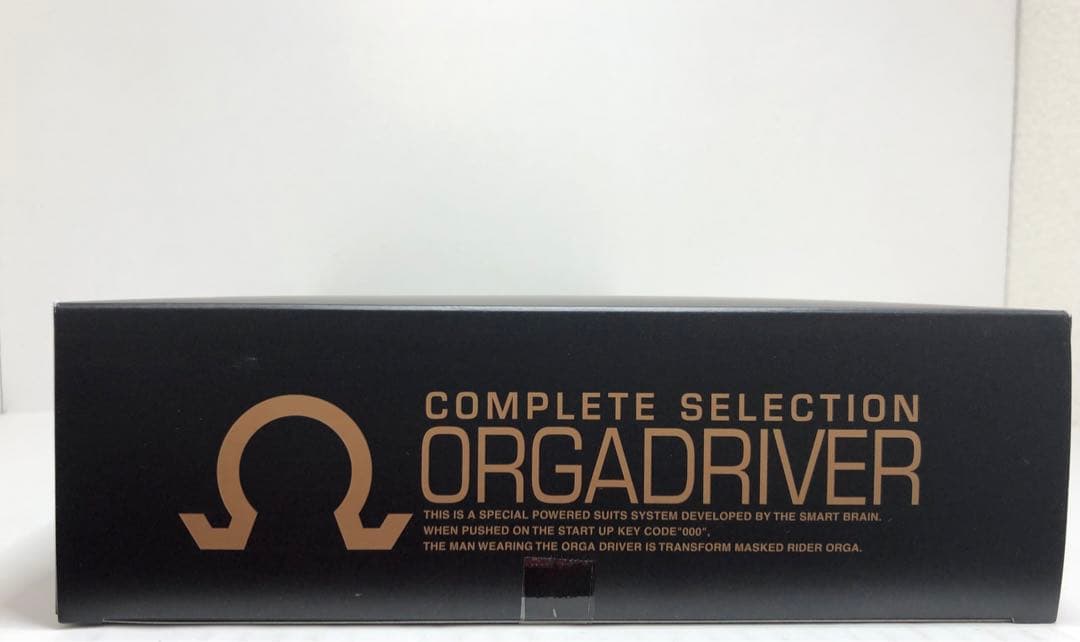 Ω
COMPLETE SELECTION
ORGADRIVER
THIS IS A SPECIAL POWERED SUITS SYSTEM DEVELOPED BY THE SMART BRAIN.
WHEN PUSHED ON THE START UP KEY CODE"000",
THE MAN WEARING THE ORGA DRIVER IS TRANSFORM MASKED RIDER ORGA.